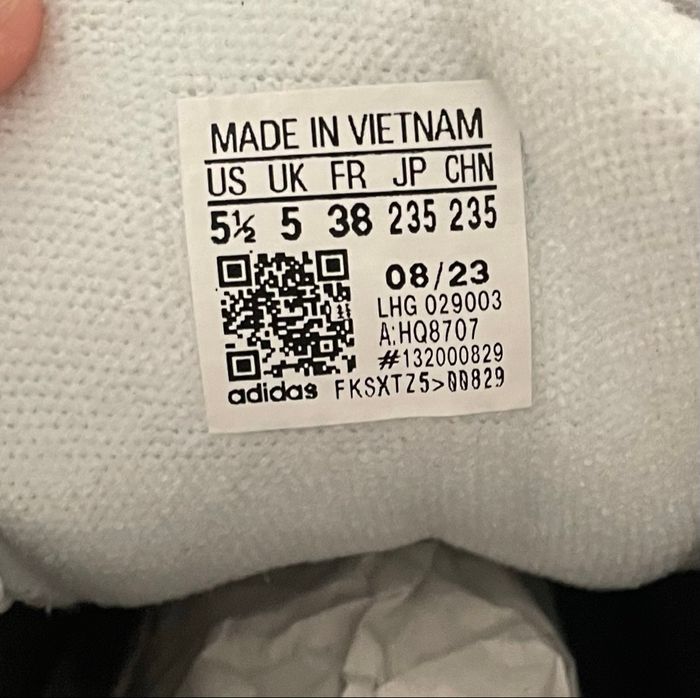 MADE IN VIETNAM
US UK FR JP CHN
5½ 5 38 235 235
08/23
LHG 029003
A:HQ8707
#132000829
adidas FKSXTZ5>00829